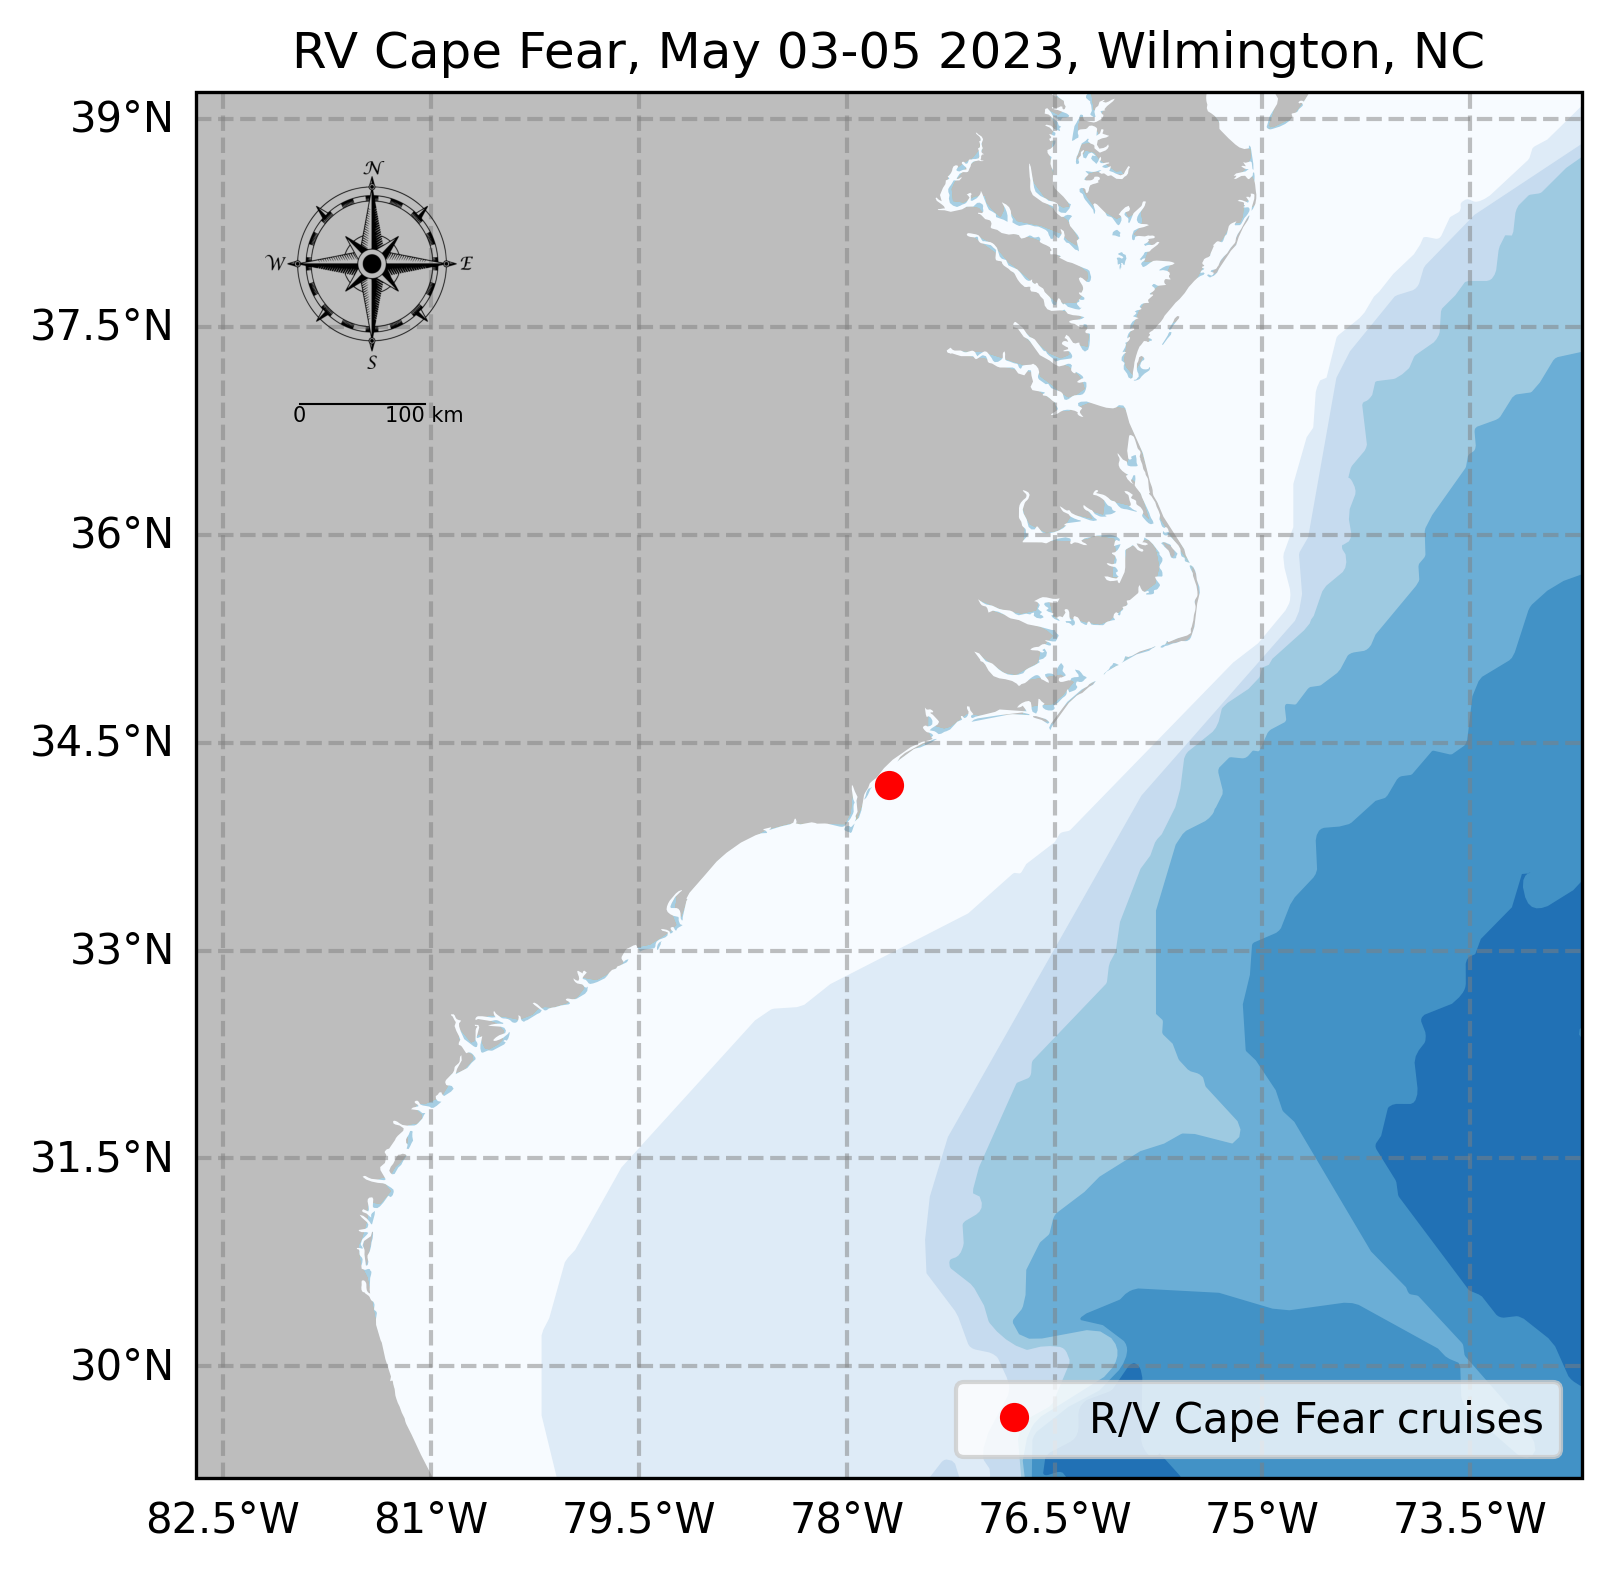 RV Cape Fear, May 03-05 2023, Wilmington, NC
39°N
37.5°N
36°N
34.5°N
33°N
31.5°N
30°N
N
W
E
S
0 100 km
R/V Cape Fear cruises
82.5°W 81°W 79.5°W 78°W 76.5°W 75°W 73.5°W